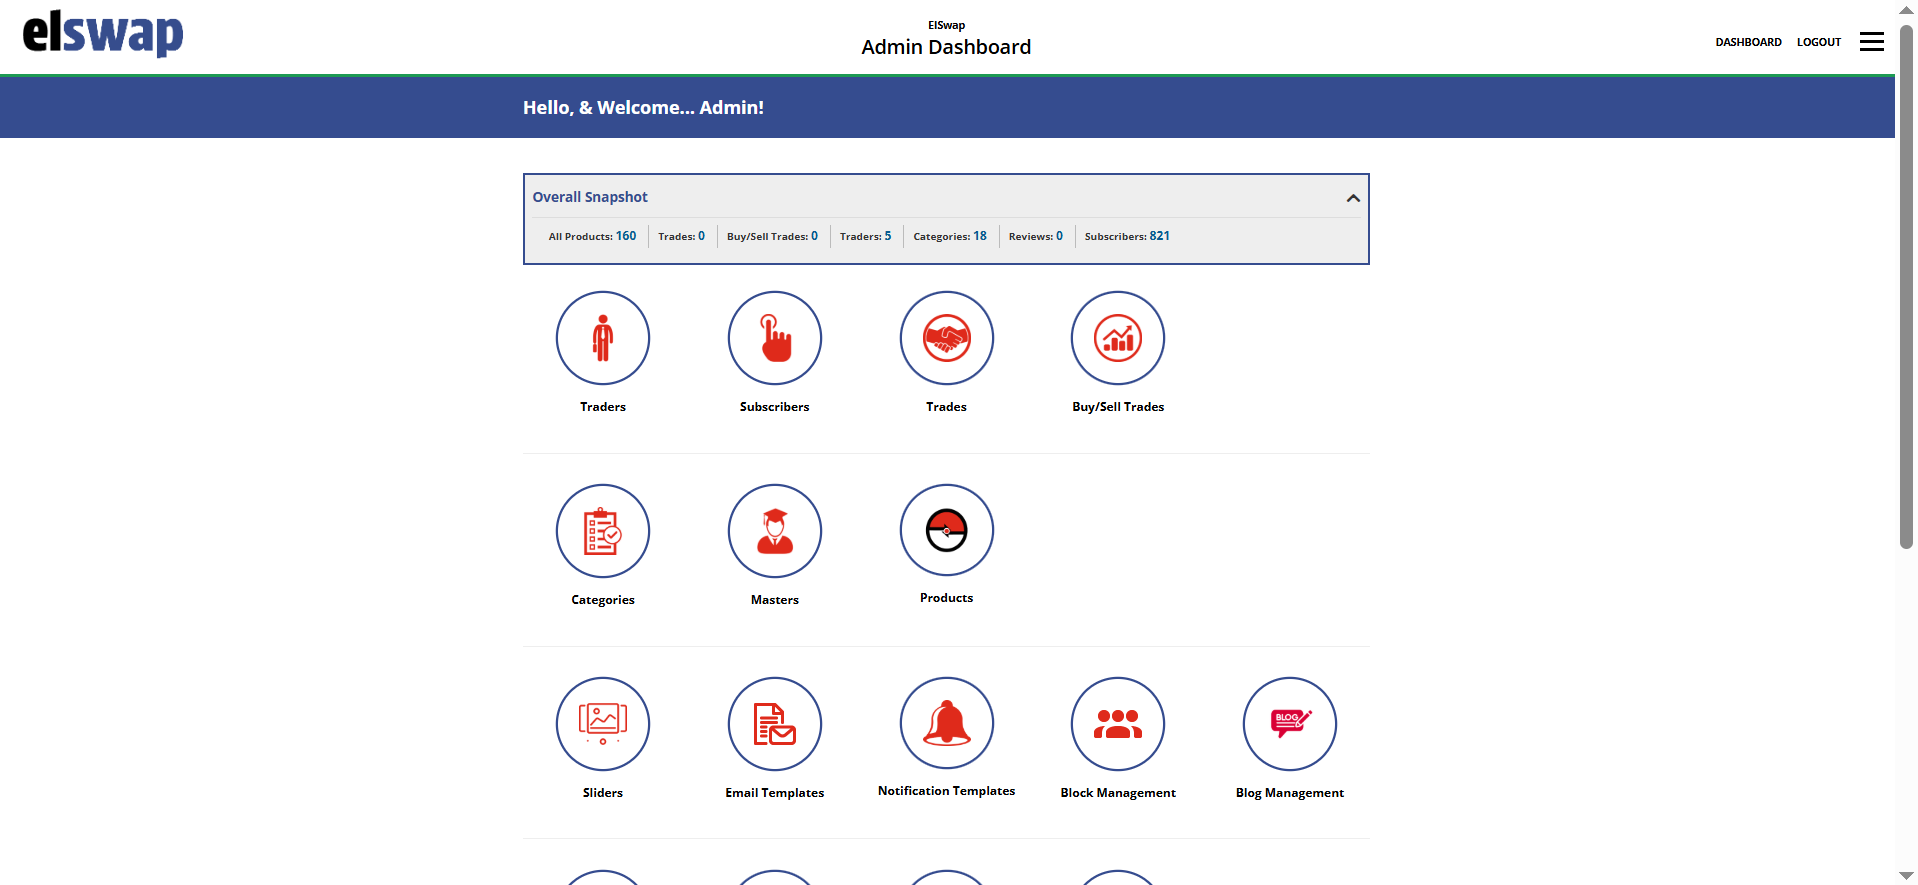 elswap
ElSwap
Admin Dashboard
DASHBOARD LOGOUT
Hello, & Welcome... Admin!
Overall Snapshot
All Products: 160 Trades: 0 Buy/Sell Trades: 0 Traders: 5 Categories: 18 Reviews: 0 Subscribers: 821
Traders Subscribers Trades Buy/Sell Trades
Categories Masters Products
BLOG
Sliders Email Templates Notification Templates Block Management Blog Management